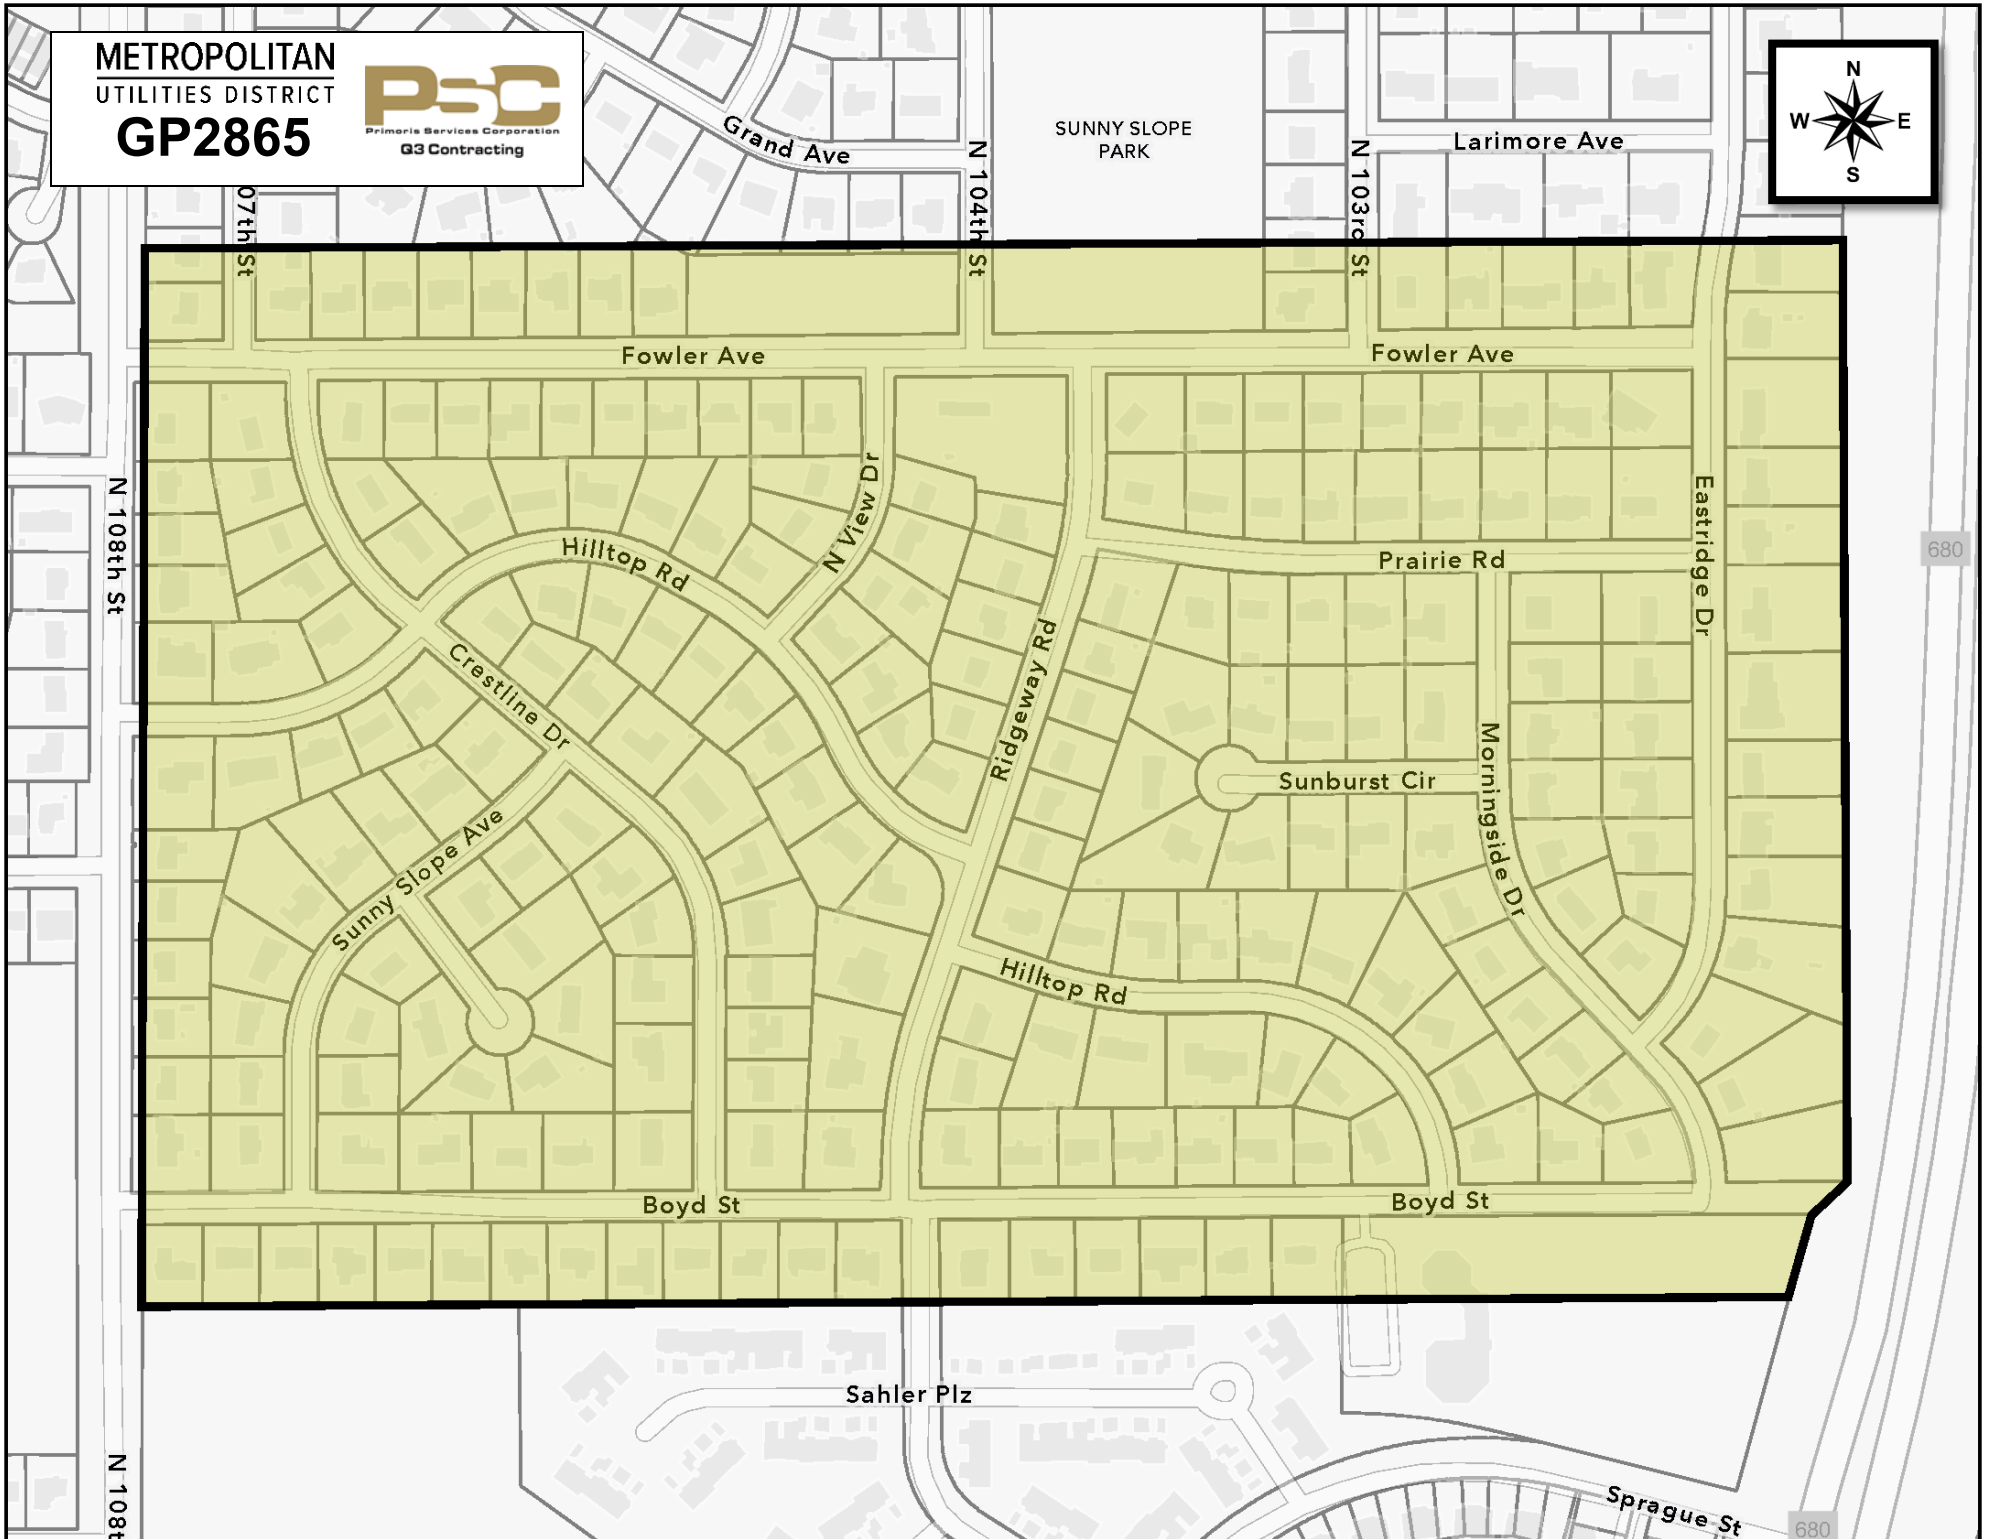 METROPOLITAN
UTILITIES DISTRICT
GP2865
PSC
Primoris Services Corporation
Q3 Contracting
N
W
E
S
SUNNY SLOPE
PARK
Grand Ave
Larimore Ave
07th St
N 104th St
N 103rd St
Fowler Ave
Fowler Ave
N 108th St
N View Dr
Hilltop Rd
Eastridge Dr
Prairie Rd
680
Crestline Dr
Ridgeway Rd
Morningside Dr
Sunburst Cir
Sunny Slope Ave
Hilltop Rd
Boyd St
Boyd St
Sahler Plz
N 108t
Sprague St
680